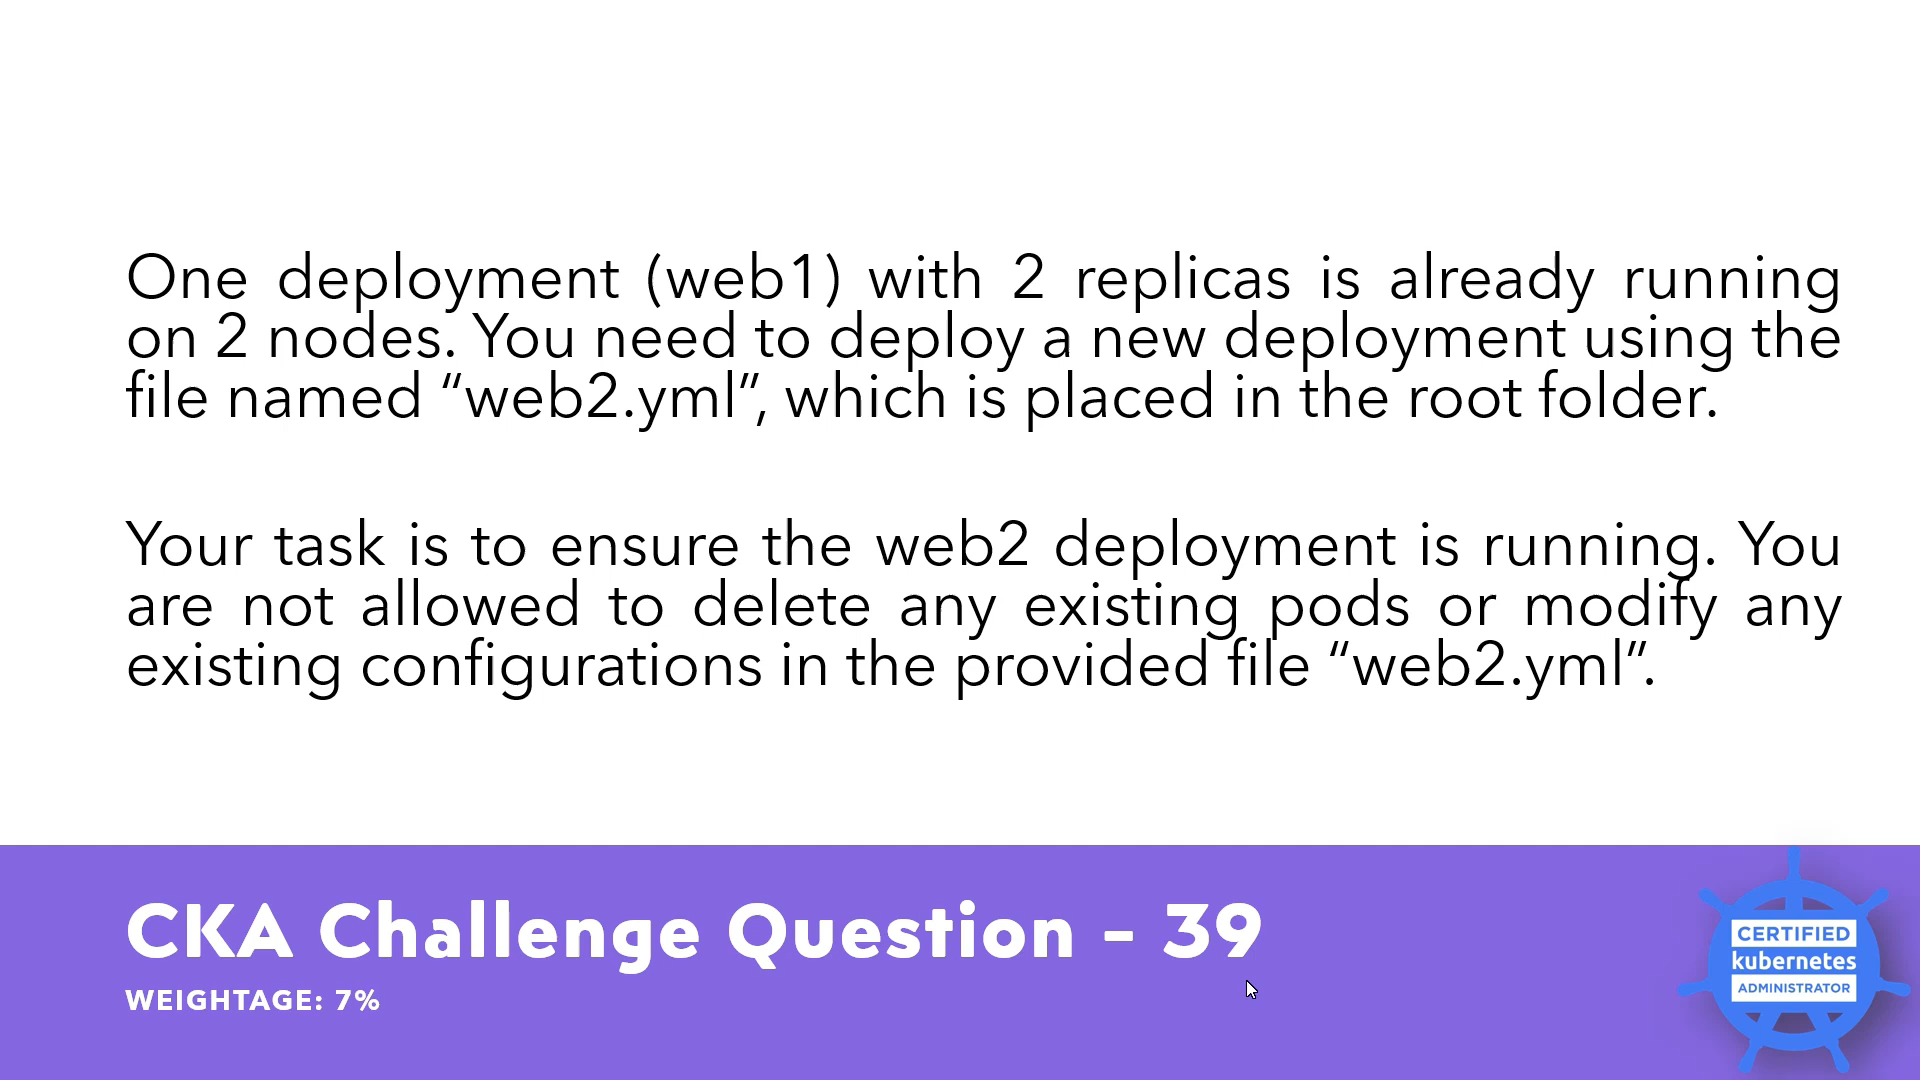 One deployment (web1) with 2 replicas is already running
on 2 nodes. You need to deploy a new deployment using the
file named “web2.yml”, which is placed in the root folder.
Your task is to ensure the web2 deployment is running. You
are not allowed to delete any existing pods or modify any
existing configurations in the provided file “web2.yml”.
CKA Challenge Question - 39
WEIGHTAGE: 7%
CERTIFIED
kubernetes
ADMINISTRATOR